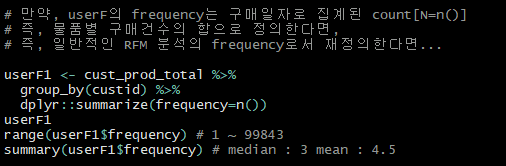 # 만약, userF의 frequency는 구매일자로 집계된 count[N=n()]
# 즉, 물품별 구매건수의 합으로 정의한다면,
# 즉, 일반적인 RFM 분석의 frequency로서 재정의한다면...
userF1 <- cust_prod_total %>%
group_by(custid) %>%
dplyr::summarize(frequency=n())
userF1
range(userF1$frequency) # 1 ~ 99843
summary(userF1$frequency) # median : 3 mean : 4.5